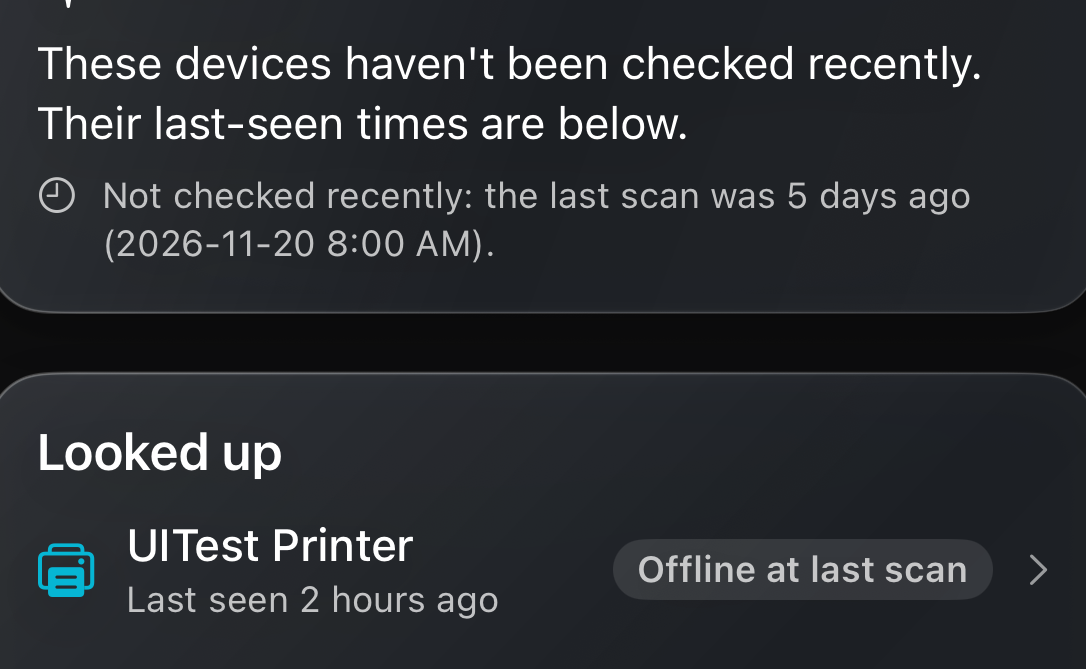 These devices haven't been checked recently.
Their last-seen times are below.
Not checked recently: the last scan was 5 days ago
(2026-11-20 8:00 AM).
Looked up
UITest Printer
Offline at last scan
Last seen 2 hours ago